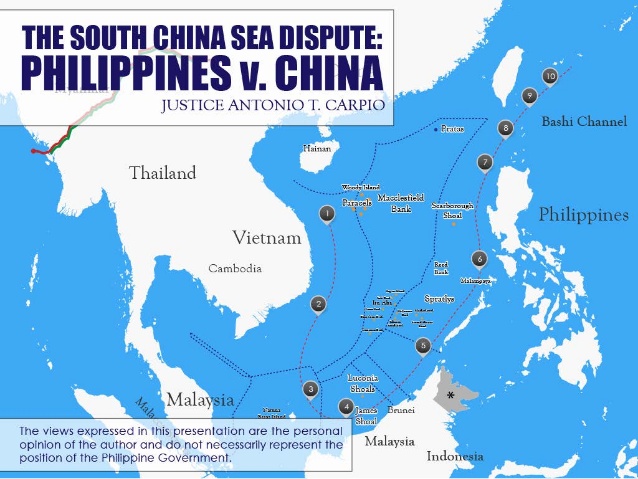 THE SOUTH CHINA SEA DISPUTE:
PHILIPPINES v. CHINA
JUSTICE ANTONIO T. CARPIO
Myanmar
10
9
Bashi Channel
8
Pratas
Hainan
7
Thailand
Woody Island
Paracels
Macclesfield
Bank
Scarborough
Shoal
1
Philippines
Vietnam
Cambodia
6
Reed
Bank
Malampaya
2
Spratlys
5
Luconia
Shoals
3
Malaysia
4
James
Shoal
Brunei
*
Malaysia
Indonesia
The views expressed in this presentation are the personal
opinion of the author and do not necessarily represent the
position of the Philippine Government.